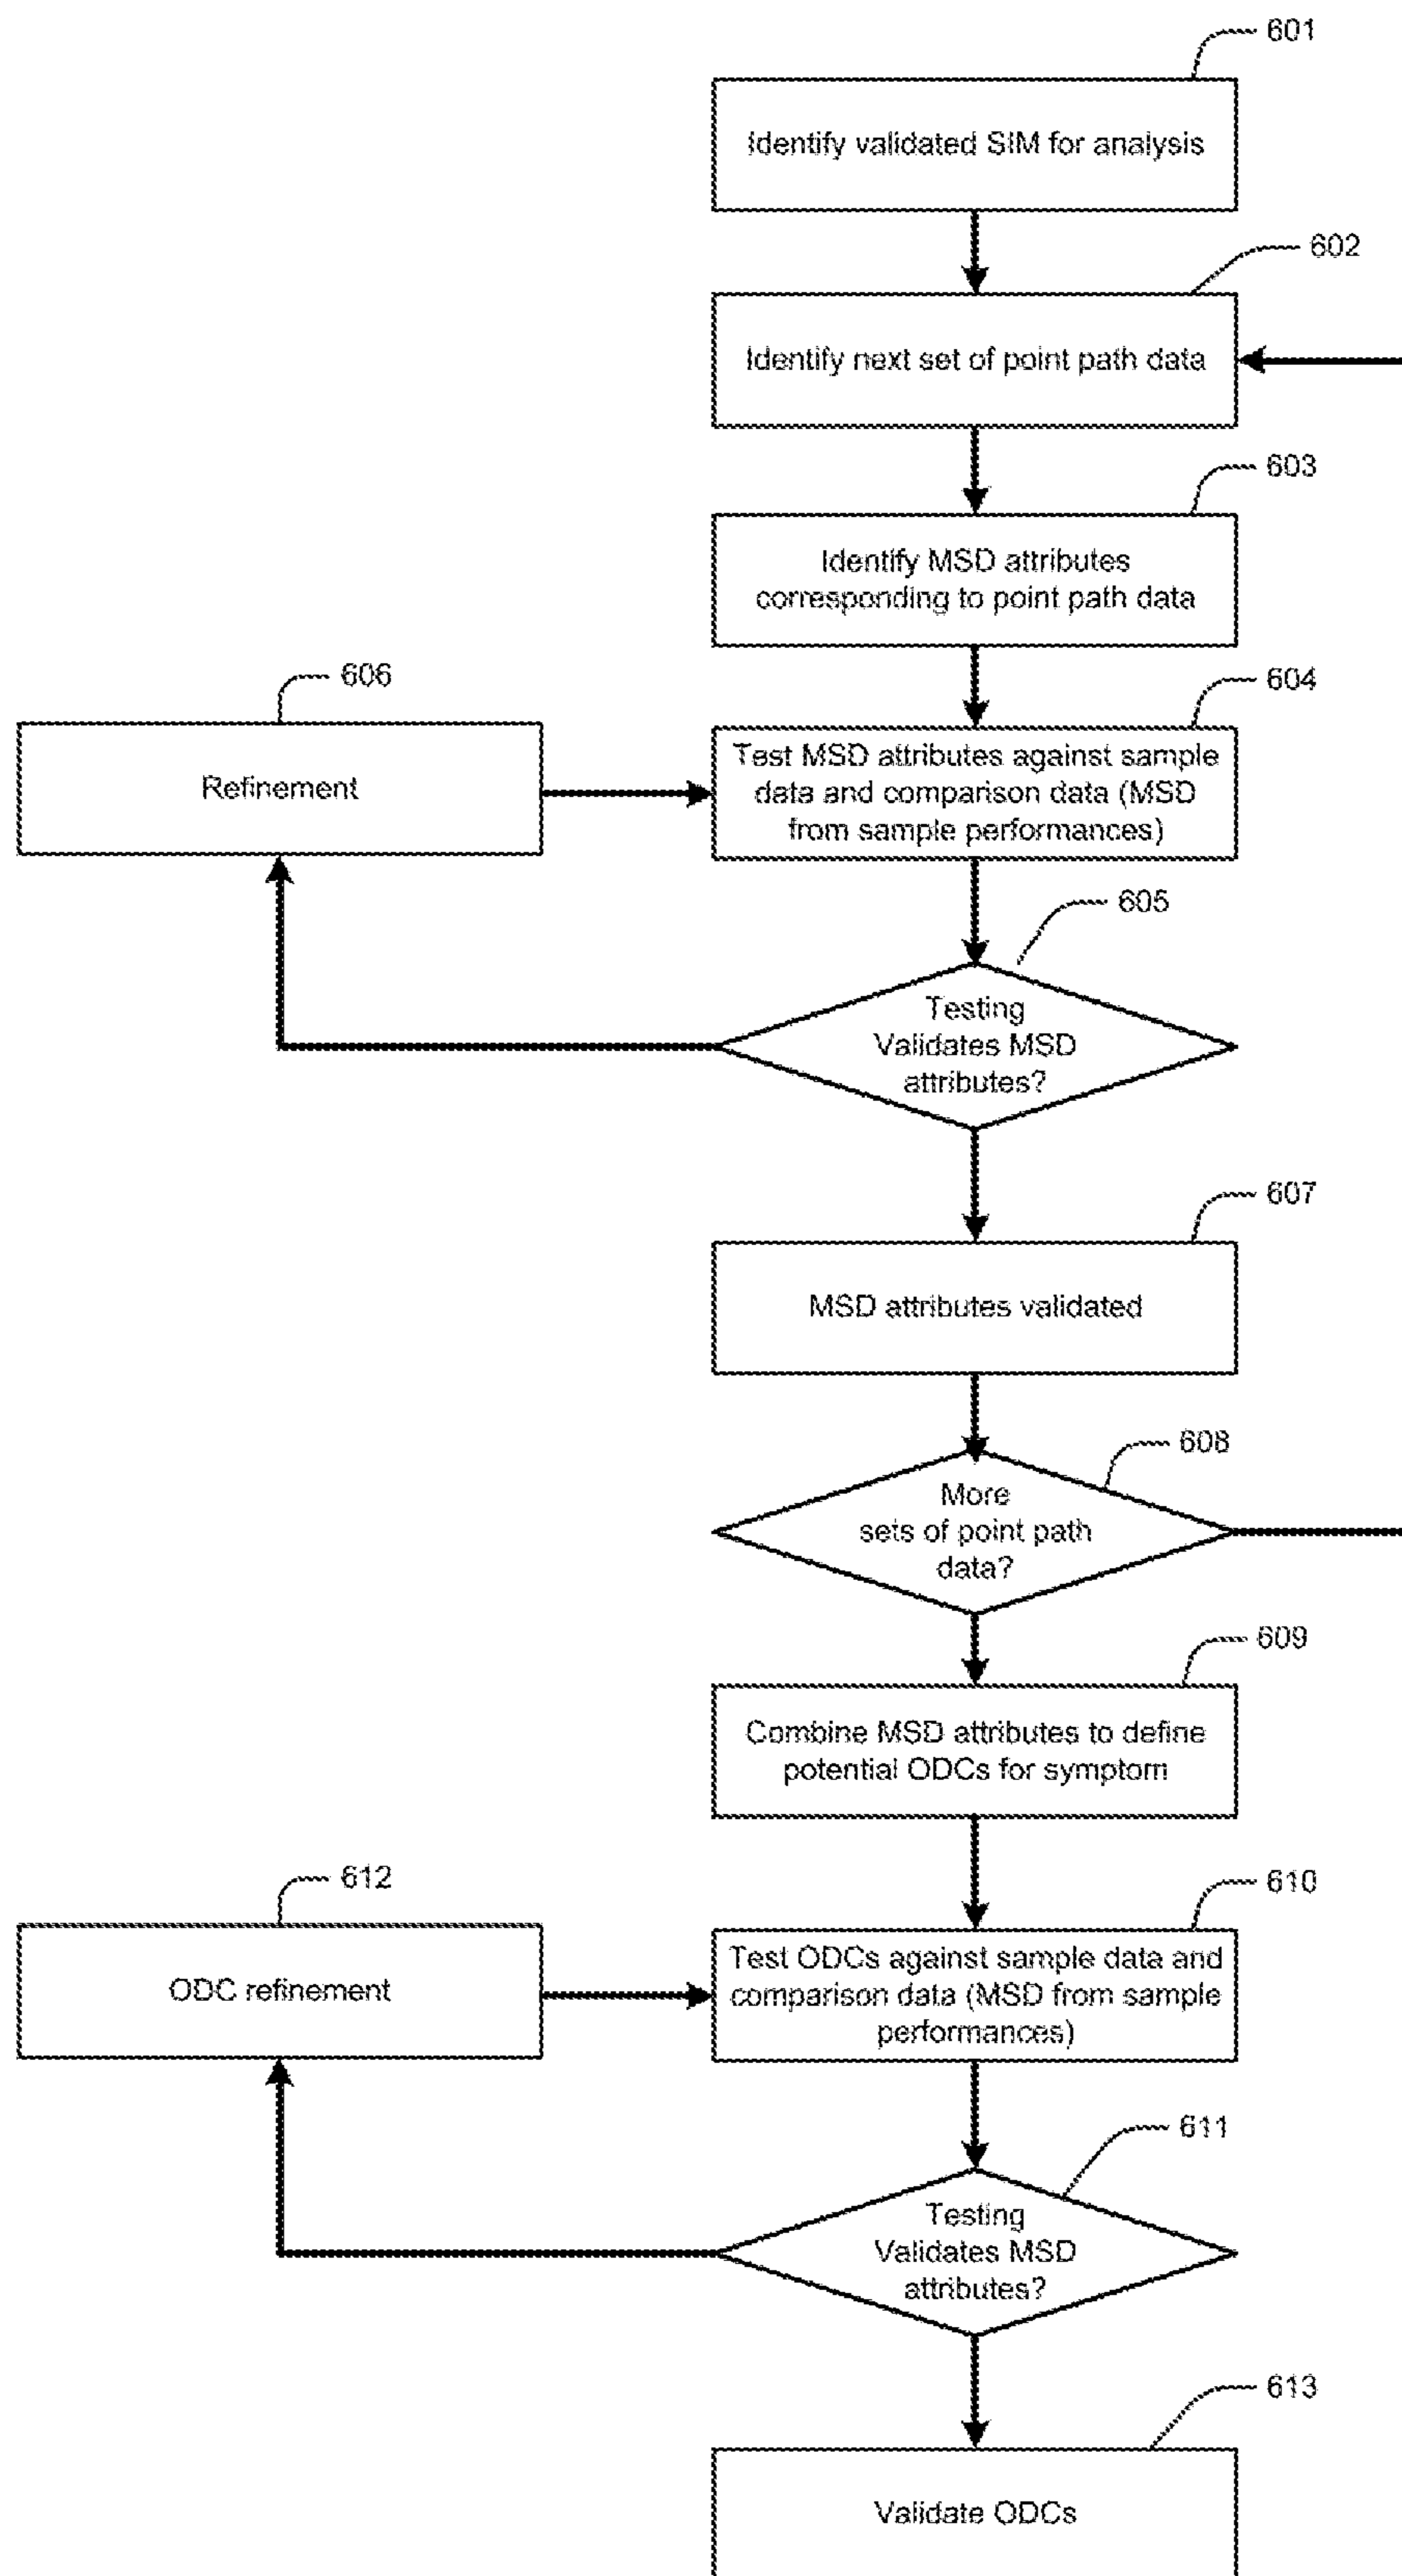 601
Identify validated SIM for analysis
602
Identify next set of point path data
603
Identify MSD attributes
corresponding to point path data
606
Refinement
604
Test MSD attributes against sample
data and comparison data (MSD
from sample performances)
605
Testing
Validates MSD
attributes?
607
MSD attributes validated
608
More
sets of point path
data?
609
Combine MSD attributes to define
potential ODCs for symptom
612
ODC refinement
610
Test ODCs against sample data and
comparison data (MSD from sample
performances)
611
Testing
Validates MSD
attributes?
613
Validate ODCs